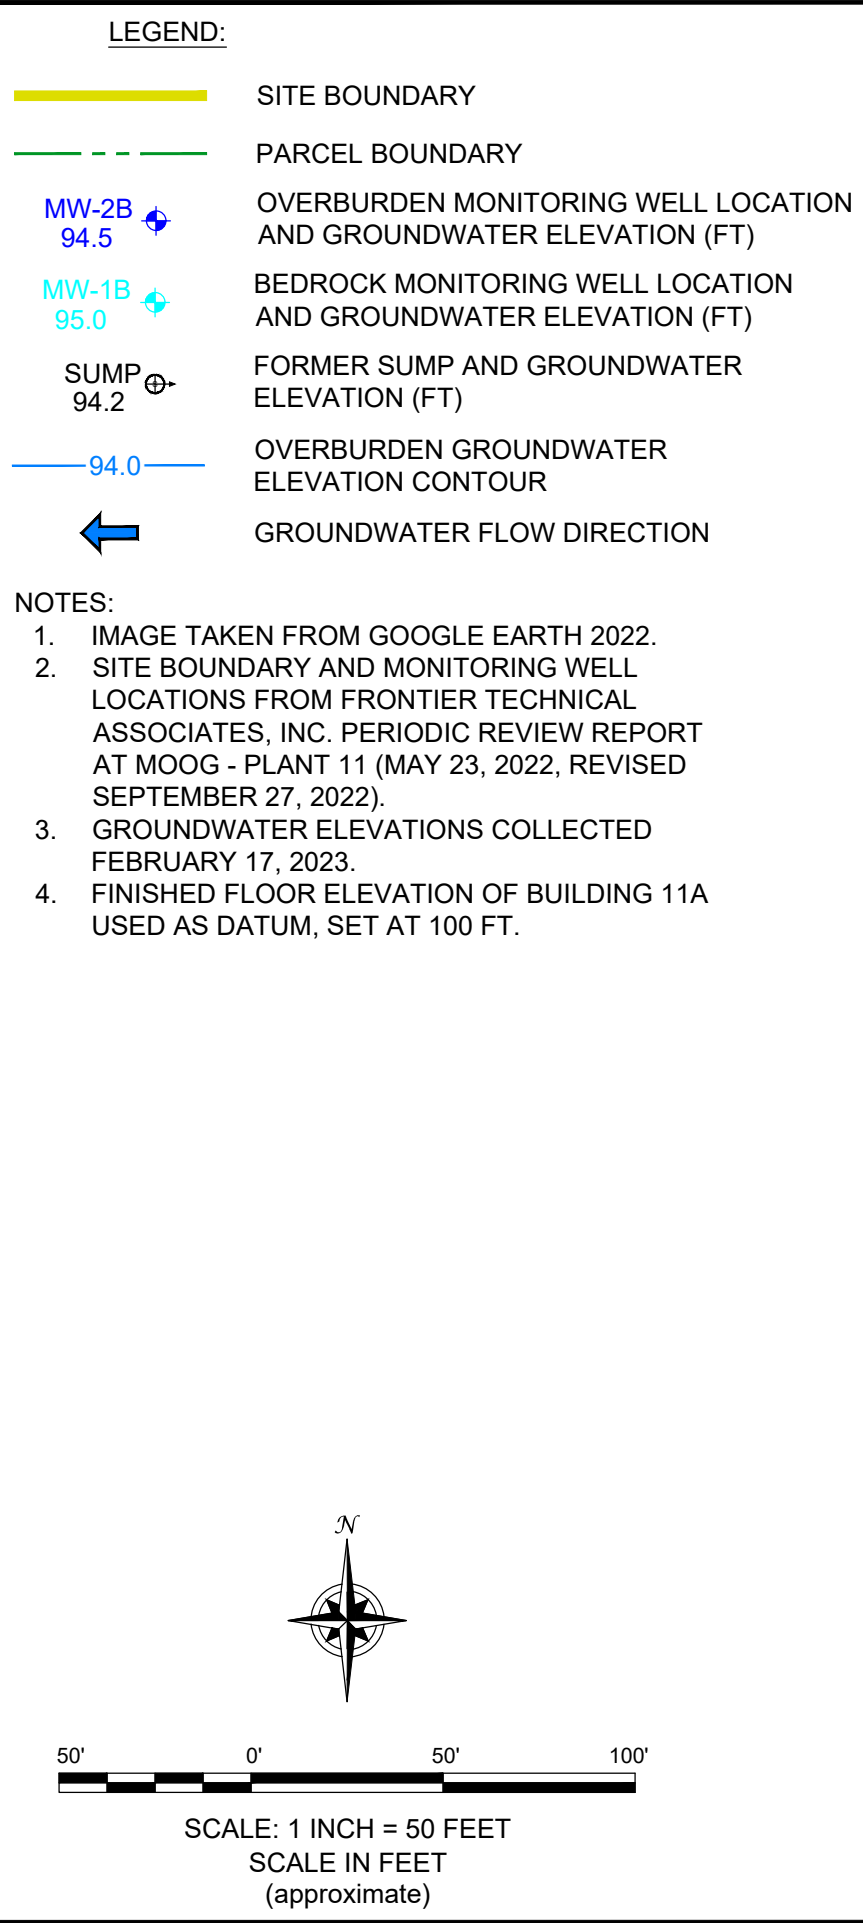 LEGEND:
SITE BOUNDARY
PARCEL BOUNDARY
MW-2B
94.5
OVERBURDEN MONITORING WELL LOCATION
AND GROUNDWATER ELEVATION (FT)
MW-1B
95.0
BEDROCK MONITORING WELL LOCATION
AND GROUNDWATER ELEVATION (FT)
SUMP
94.2
FORMER SUMP AND GROUNDWATER
ELEVATION (FT)
94.0
OVERBURDEN GROUNDWATER
ELEVATION CONTOUR
GROUNDWATER FLOW DIRECTION
NOTES:
1. IMAGE TAKEN FROM GOOGLE EARTH 2022.
2. SITE BOUNDARY AND MONITORING WELL
LOCATIONS FROM FRONTIER TECHNICAL
ASSOCIATES, INC. PERIODIC REVIEW REPORT
AT MOOG - PLANT 11 (MAY 23, 2022, REVISED
SEPTEMBER 27, 2022).
3. GROUNDWATER ELEVATIONS COLLECTED
FEBRUARY 17, 2023.
4. FINISHED FLOOR ELEVATION OF BUILDING 11A
USED AS DATUM, SET AT 100 FT.
N
50' 0' 50' 100'
SCALE: 1 INCH = 50 FEET
SCALE IN FEET
(approximate)